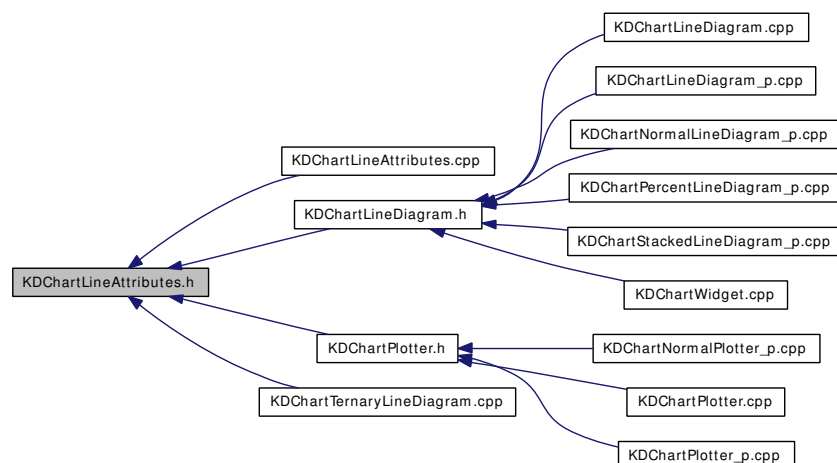 KDChartLineDiagram.cpp
KDChartLineDiagram_p.cpp
KDChartNormalLineDiagram_p.cpp
KDChartLineAttributes.cpp
KDChartPercentLineDiagram_p.cpp
KDChartLineDiagram.h
KDChartStackedLineDiagram_p.cpp
KDChartLineAttributes.h
KDChartWidget.cpp
KDChartPlotter.h
KDChartNormalPlotter_p.cpp
KDChartTernaryLineDiagram.cpp
KDChartPlotter.cpp
KDChartPlotter_p.cpp